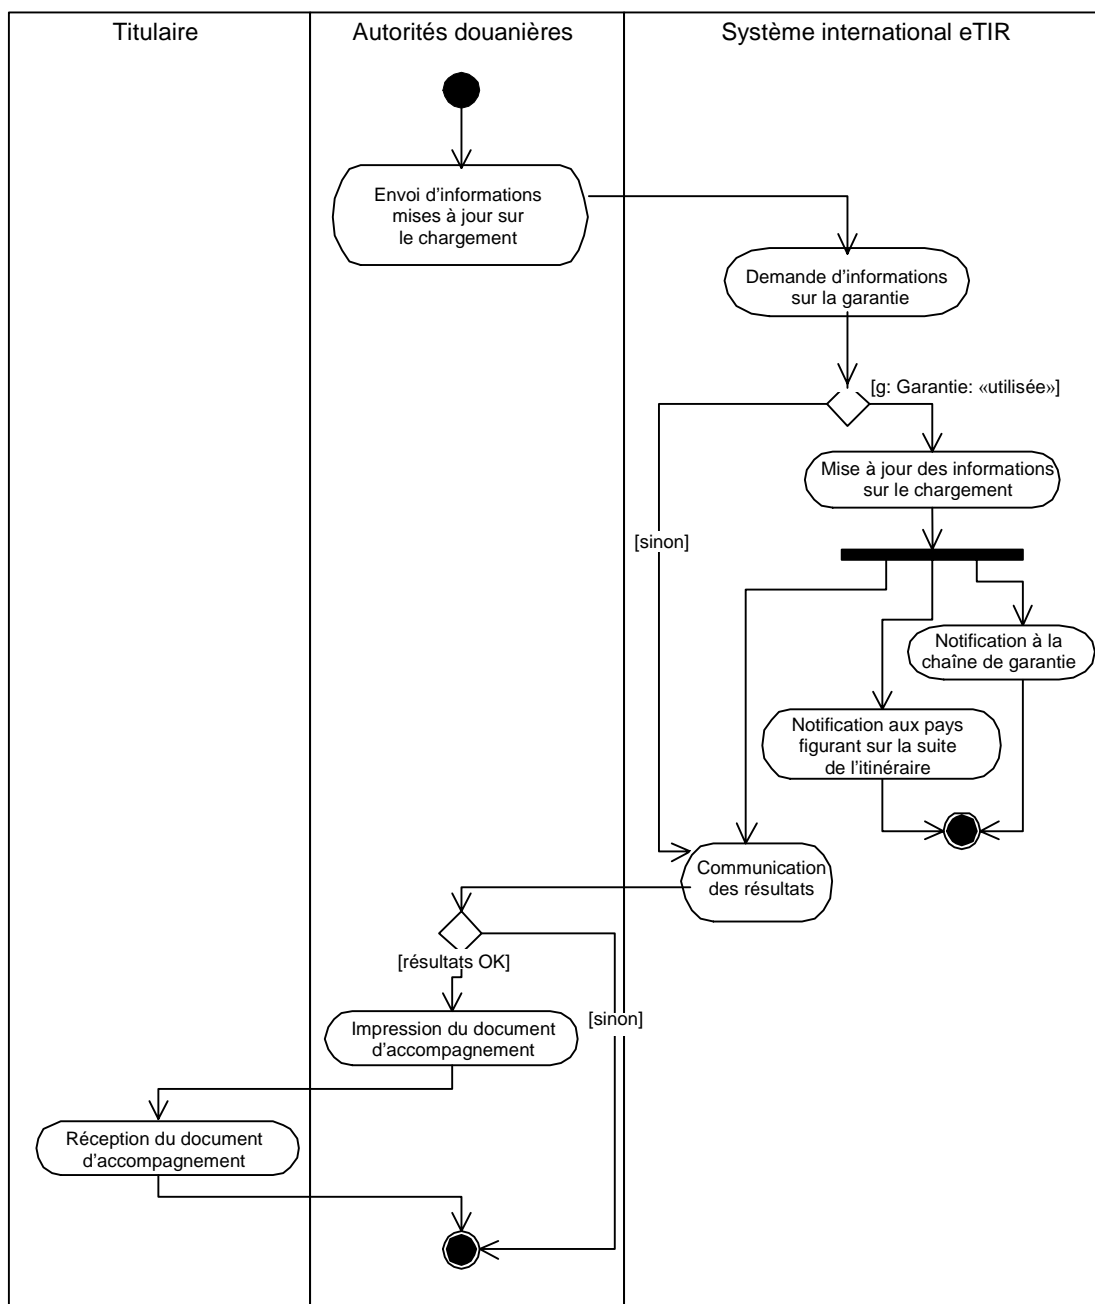 Titulaire
Autorités douanières
Système international eTIR
Envoi d’informations
mises à jour sur
le chargement
Demande d’informations
sur la garantie
[g: Garantie: «utilisée»]
Mise à jour des informations
sur le chargement
[sinon]
Notification à la
chaîne de garantie
Notification aux pays
figurant sur la suite
de l’itinéraire
Communication
des résultats
[résultats OK]
[sinon]
Impression du document
d’accompagnement
Réception du document
d’accompagnement